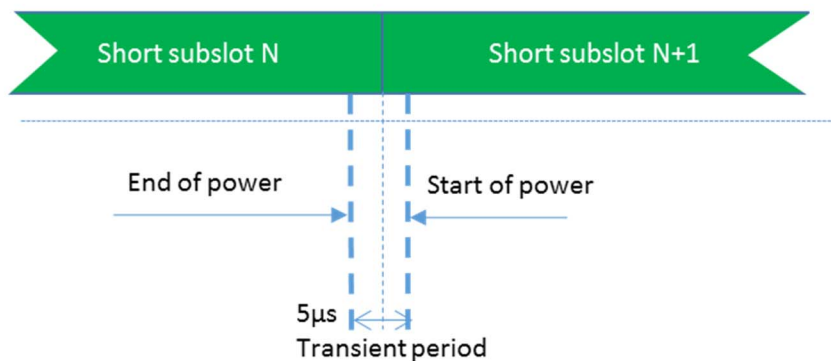 Short subslot N
Short subslot N+1
End of power
Start of power
5µs
Transient period